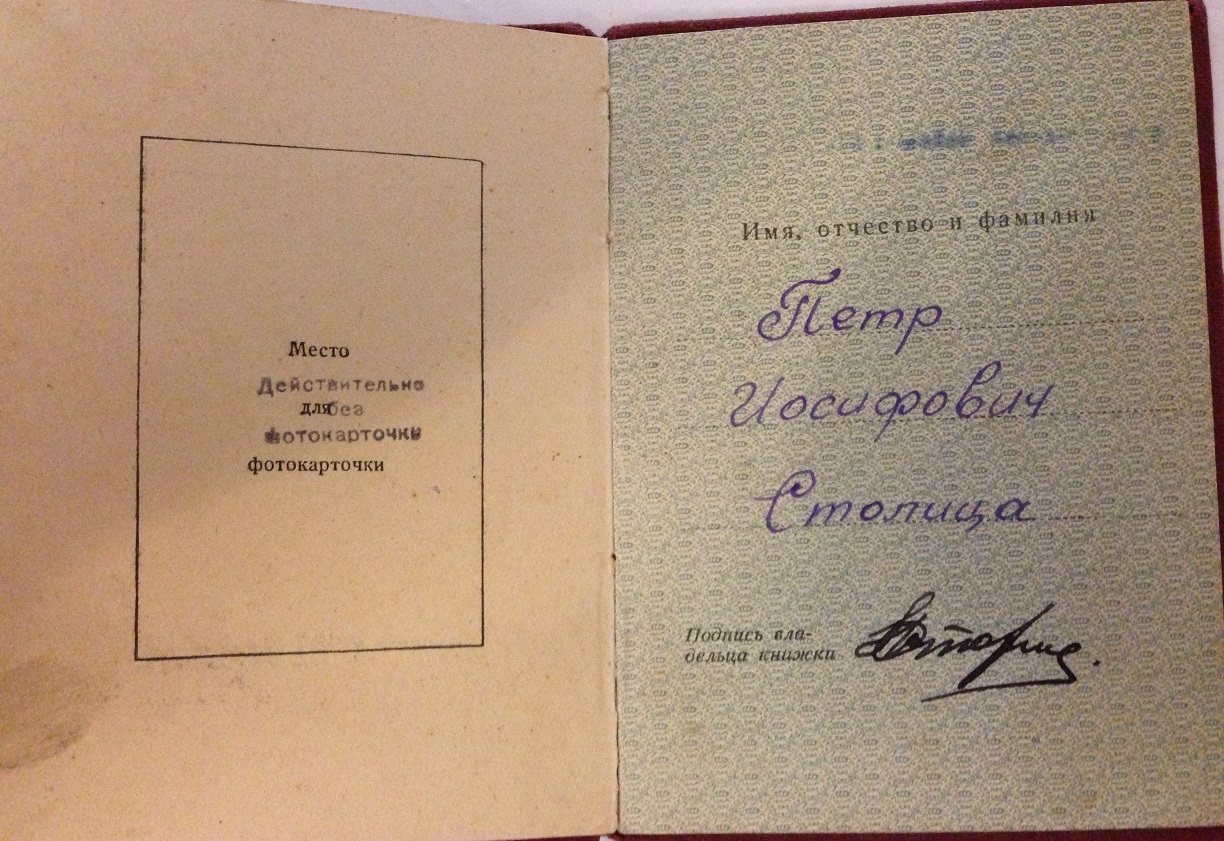 Место
Действительно
для без
фотокарточки
фотокарточки
Имя, отчество и фамилия
Петр
Иосифович
Столица
Подпись вла-
дельца книжки